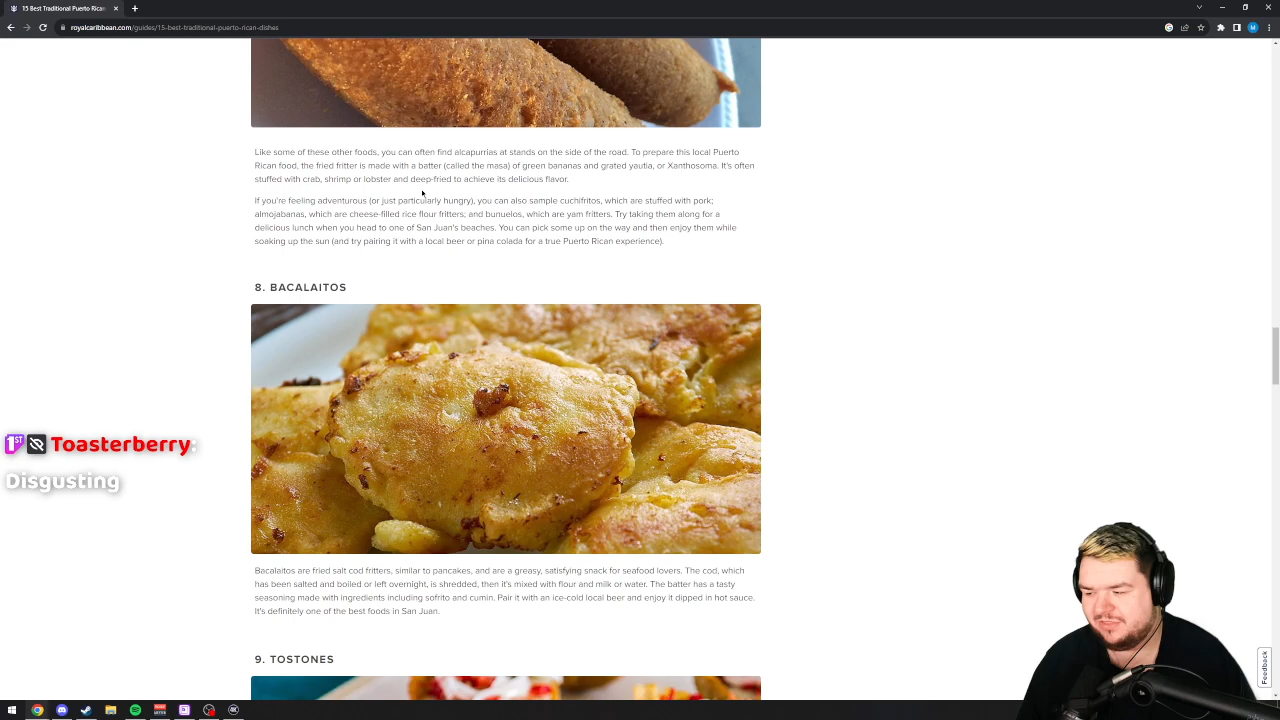 15 Best Traditional Puerto Rica
royalcaribbean.com/guides/15-best-traditional-puerto-rican-dishes
M
Like some of these other foods, you can often find alcapurrias at stands on the side of the road. To prepare this local Puerto
Rican food, the fried fritter is made with a batter (called the masa) of green bananas and grated yautia, or Xanthosoma. It's often
stuffed with crab, shrimp or lobster and deep-fried to achieve its delicious flavor.
If you're feeling adventurous (or just particularly hungry), you can also sample cuchifritos, which are stuffed with pork;
almojabanas, which are cheese-filled rice flour fritters; and bunuelos, which are yam fritters. Try taking them along for a
delicious lunch when you head to one of San Juan's beaches. You can pick some up on the way and then enjoy them while
soaking up the sun (and try pairing it with a local beer or pina colada for a true Puerto Rican experience).
8. BACALAITOS
1ST Toasterberry:
Disgusting
Bacalaitos are fried salt cod fritters, similar to pancakes, and are a greasy, satisfying snack for seafood lovers. The cod, which
has been salted and boiled or left overnight, is shredded, then it's mixed with flour and milk or water. The batter has a tasty
seasoning made with ingredients including sofrito and cumin. Pair it with an ice-cold local beer and enjoy it dipped in hot sauce.
It's definitely one of the best foods in San Juan.
9. TOSTONES
Feedback